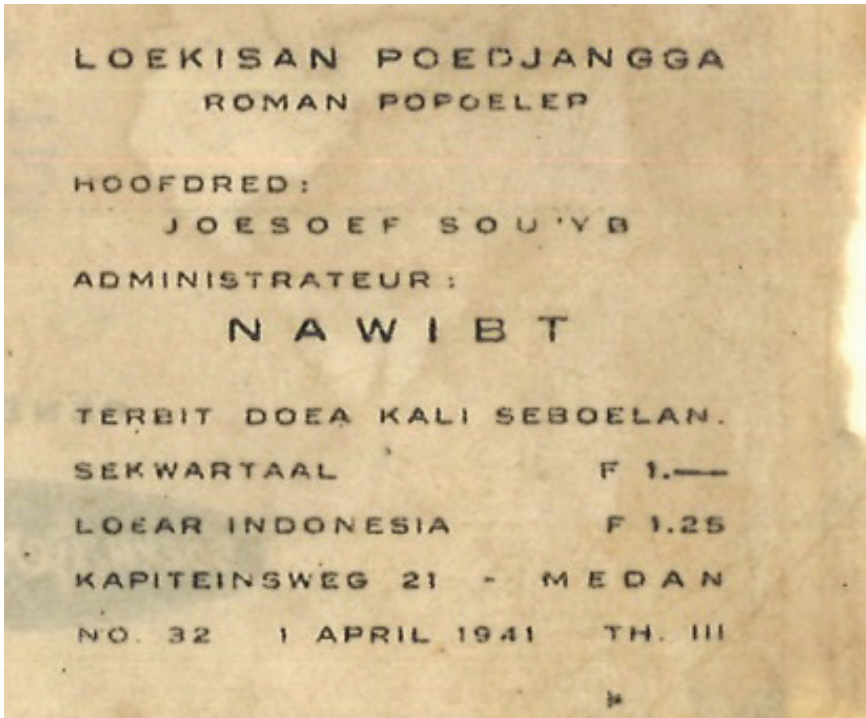 LOEKISAN POEDJANGGA
ROMAN POPOELER
HOOFDRED:
JOESOEF SOU'YB
ADMINISTRATEUR:
NAWIBT
TERBIT DOEA KALI SEBOELAN.
SEKWARTAAL F 1.—
LOEAR INDONESIA F 1.25
KAPITEINSWEG 21 - MEDAN
NO. 32 1 APRIL 1941 TH. III